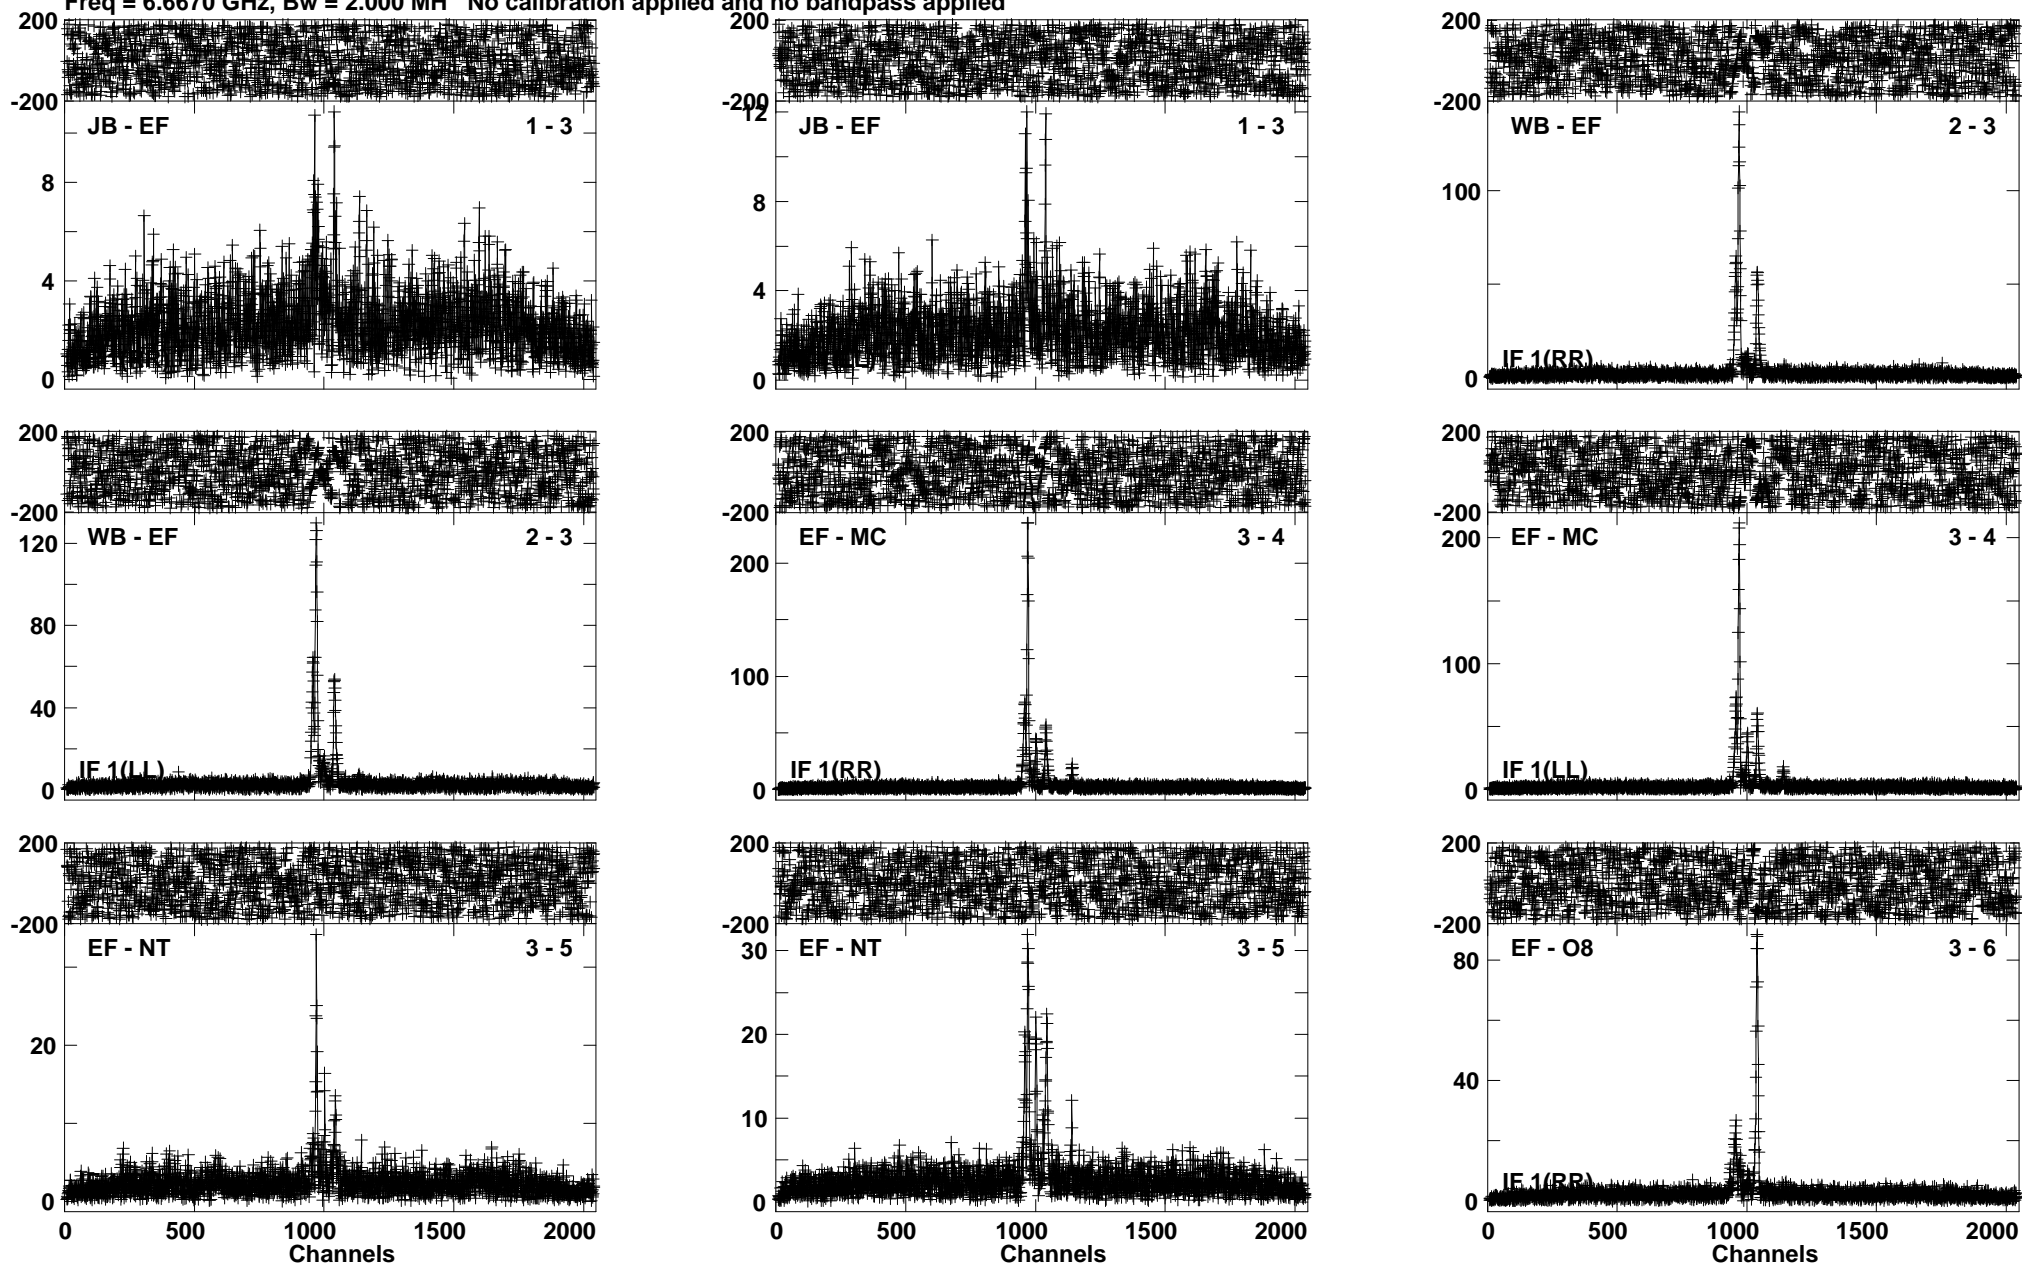 Freq = 6.6670 GHz, Bw = 2.000 MH No calibration applied and no bandpass applied
200
-200
JB - EF 1 - 3
8
4
0
200
-200
12
JB - EF 1 - 3
8
4
0
200
-200
WB - EF 2 - 3
100
IF 1(RR)
0
200
-200
WB - EF 2 - 3
120
80
40
IF 1(LL)
0
200
-200
EF - MC 3 - 4
200
100
IF 1(RR)
0
200
-200
EF - MC 3 - 4
200
100
IF 1(LL)
0
200
-200
EF - NT 3 - 5
20
0
0 500 1000 1500 2000
Channels
200
-200
EF - NT 3 - 5
30
20
10
0
0 500 1000 1500 2000
Channels
200
-200
EF - O8 3 - 6
80
40
IF 1(RR)
0
0 500 1000 1500 2000
Channels